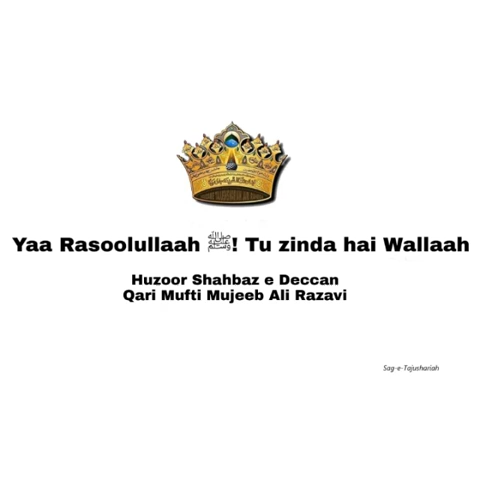 Yaa Rasoolullaah ﷺ! Tu zinda hai Wallaah
Huzoor Shahbaz e Deccan
Qari Mufti Mujeeb Ali Razavi
Sag-e-Tajushariah